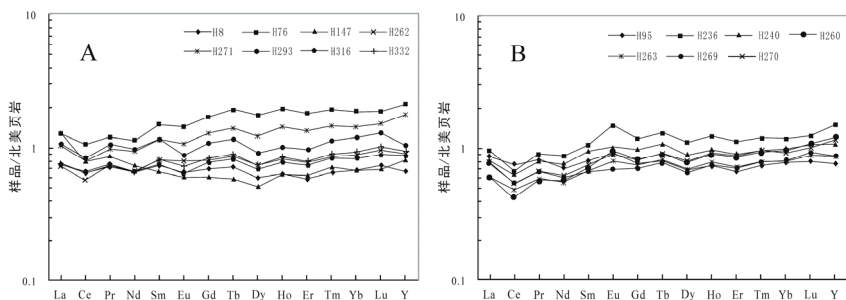 10
A
H8 H76 H147 H262
H271 H293 H316 H332
样品/北美页岩
1
0.1
La Ce Pr Nd Sm Eu Gd Tb Dy Ho Er Tm Yb Lu Y
10
B
H95 H236 H240 H260
H263 H269 H270
样品/北美页岩
1
0.1
La Ce Pr Nd Sm Eu Gd Tb Dy Ho Er Tm Yb Lu Y